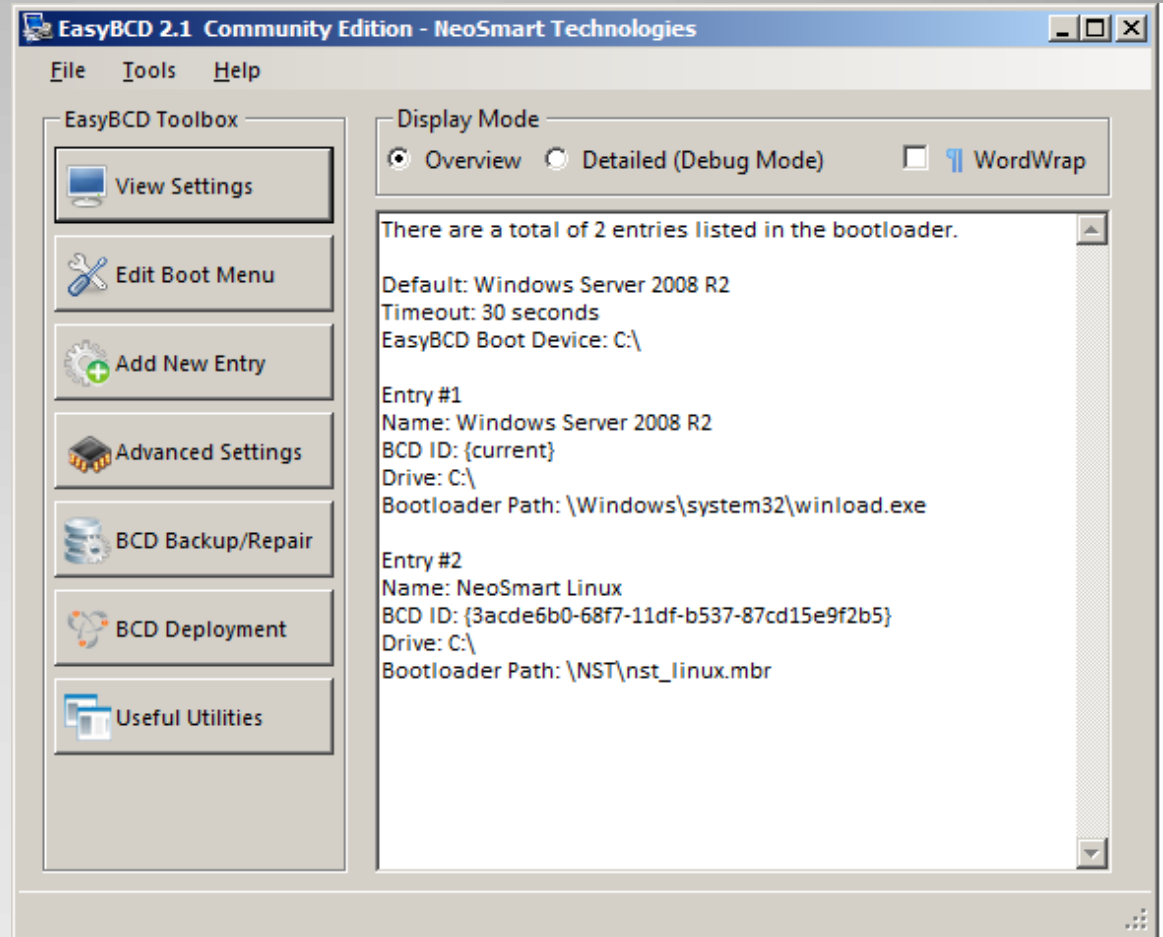 EasyBCD 2.1 Community Edition - NeoSmart Technologies
File Tools Help
EasyBCD Toolbox
View Settings
Edit Boot Menu
Add New Entry
Advanced Settings
BCD Backup/Repair
BCD Deployment
Useful Utilities
Display Mode
Overview Detailed (Debug Mode) ¶ WordWrap
There are a total of 2 entries listed in the bootloader.
Default: Windows Server 2008 R2
Timeout: 30 seconds
EasyBCD Boot Device: C:\
Entry #1
Name: Windows Server 2008 R2
BCD ID: {current}
Drive: C:\
Bootloader Path: \Windows\system32\winload.exe
Entry #2
Name: NeoSmart Linux
BCD ID: {3acde6b0-68f7-11df-b537-87cd15e9f2b5}
Drive: C:\
Bootloader Path: \NST\nst_linux.mbr